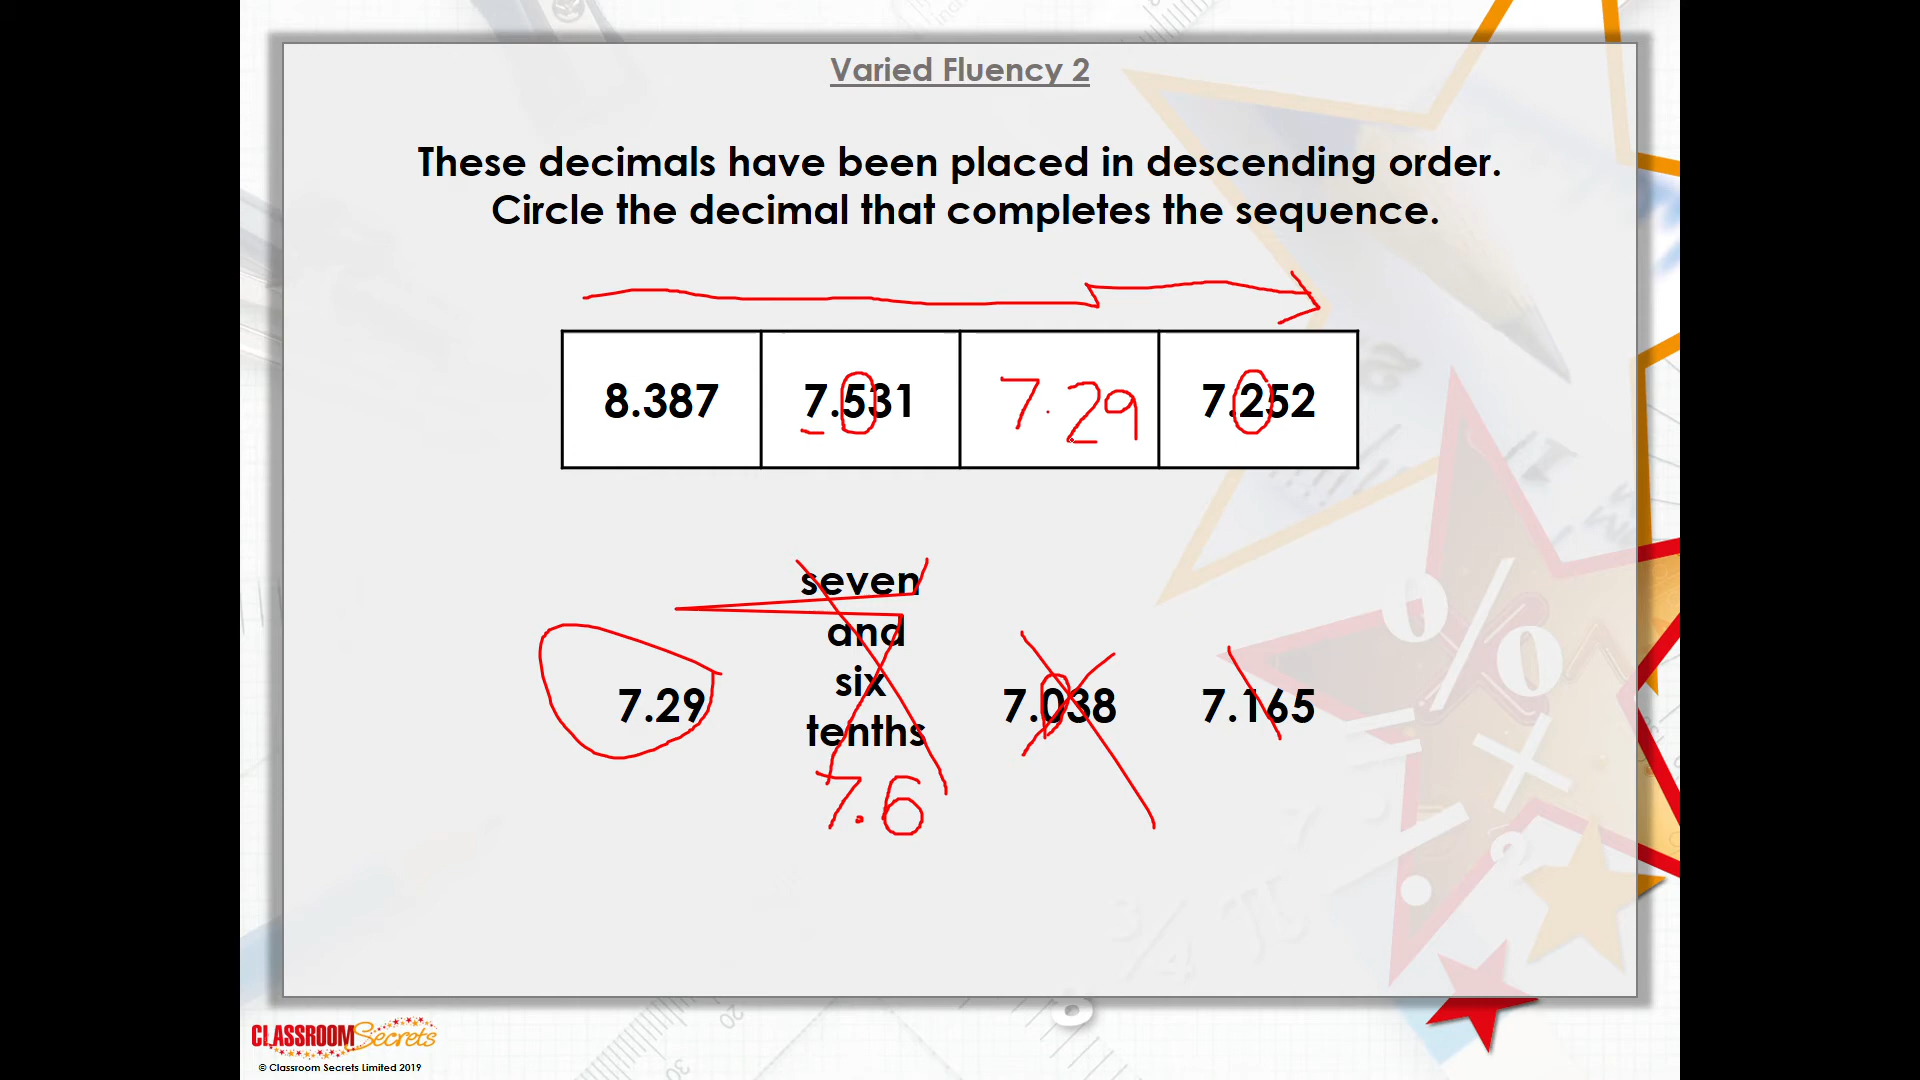 Varied Fluency 2
These decimals have been placed in descending order.
Circle the decimal that completes the sequence.
8.387 7.531 7.29 7.252
seven
and
six
tenths
7.29 7.038 7.165
7.6
CLASSROOM Secrets
© Classroom Secrets Limited 2019